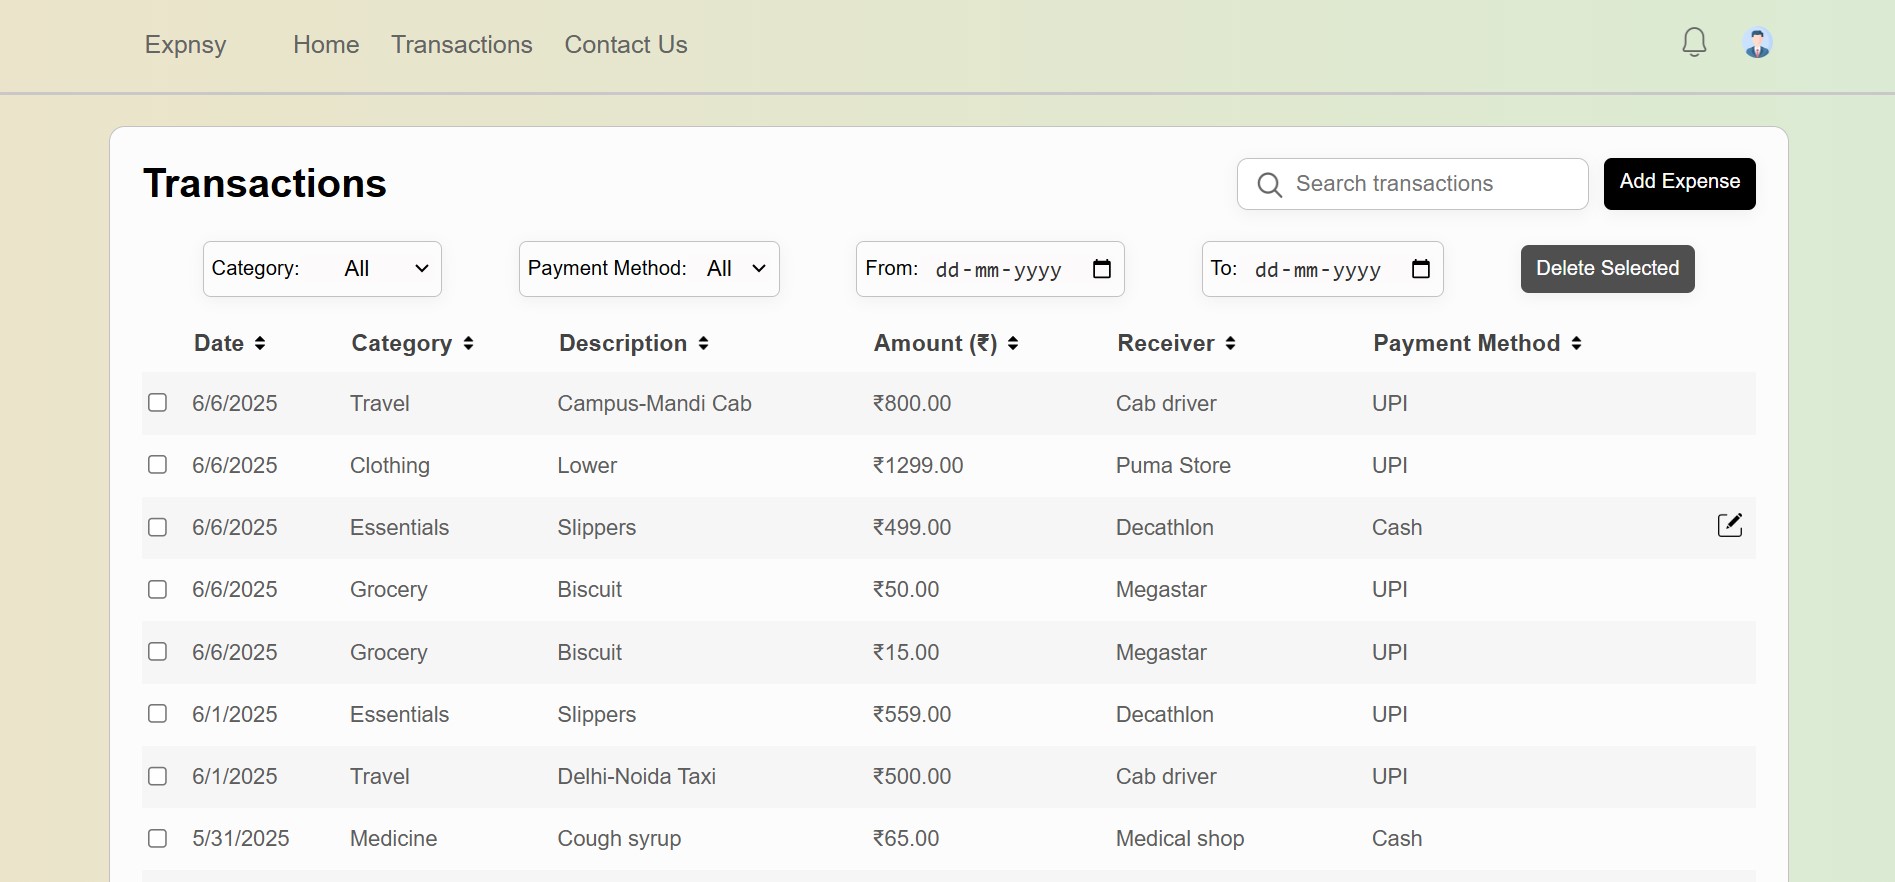 Expnsy Home Transactions Contact Us
Transactions Search transactions Add Expense
Category: All Payment Method: All From: dd-mm-yyyy To: dd-mm-yyyy Delete Selected
Date Category Description Amount (₹) Receiver Payment Method
6/6/2025 Travel Campus-Mandi Cab ₹800.00 Cab driver UPI
6/6/2025 Clothing Lower ₹1299.00 Puma Store UPI
6/6/2025 Essentials Slippers ₹499.00 Decathlon Cash
6/6/2025 Grocery Biscuit ₹50.00 Megastar UPI
6/6/2025 Grocery Biscuit ₹15.00 Megastar UPI
6/1/2025 Essentials Slippers ₹559.00 Decathlon UPI
6/1/2025 Travel Delhi-Noida Taxi ₹500.00 Cab driver UPI
5/31/2025 Medicine Cough syrup ₹65.00 Medical shop Cash